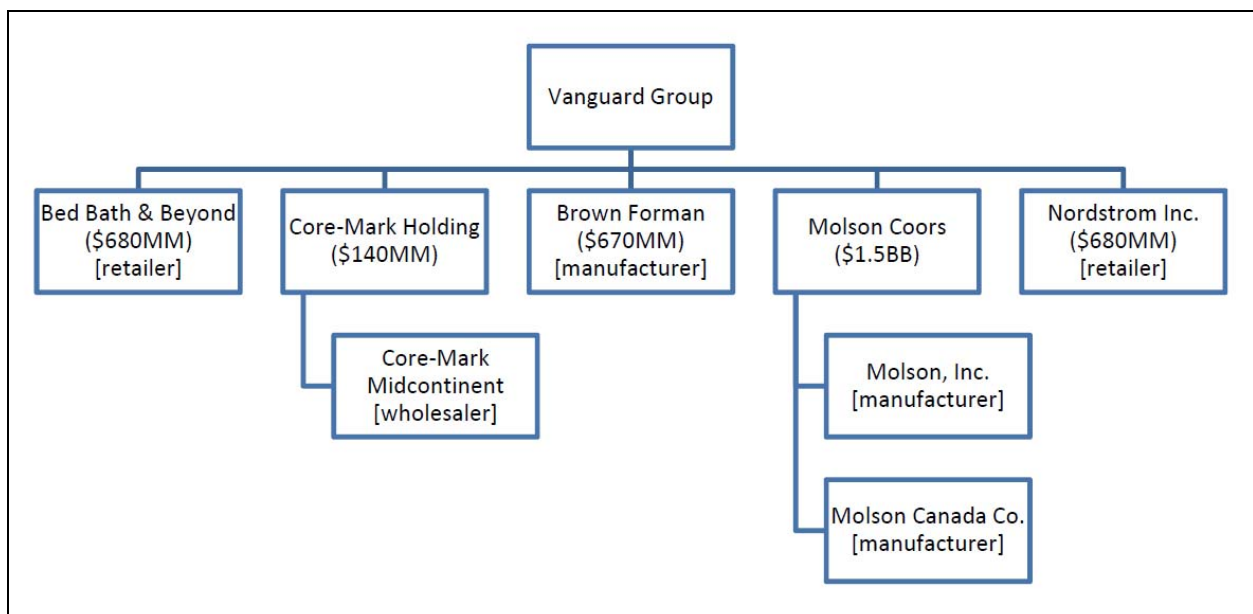 Vanguard Group
Bed Bath & Beyond
($680MM)
[retailer]
Core-Mark Holding
($140MM)
Brown Forman
($670MM)
[manufacturer]
Molson Coors
($1.5BB)
Nordstrom Inc.
($680MM)
[retailer]
Core-Mark
Midcontinent
[wholesaler]
Molson, Inc.
[manufacturer]
Molson Canada Co.
[manufacturer]